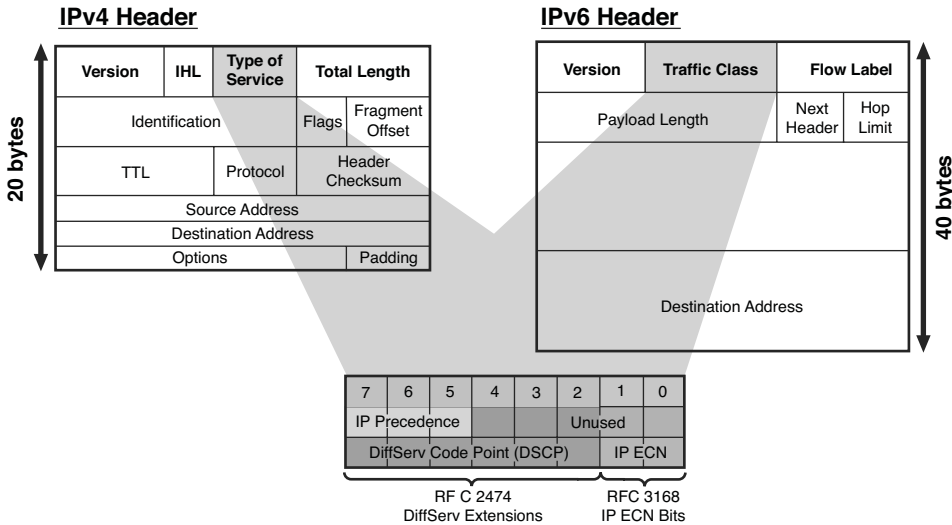 IPv4 Header
IPv6 Header
20 bytes
Version IHL Type of Service Total Length
Identification Flags Fragment Offset
TTL Protocol Header Checksum
Source Address
Destination Address
Options Padding
Version Traffic Class Flow Label
Payload Length Next Header Hop Limit
Destination Address
40 bytes
7 6 5 4 3 2 1 0
IP Precedence Unused
DiffServ Code Point (DSCP) IP ECN
RF C 2474
DiffServ Extensions
RFC 3168
IP ECN Bits